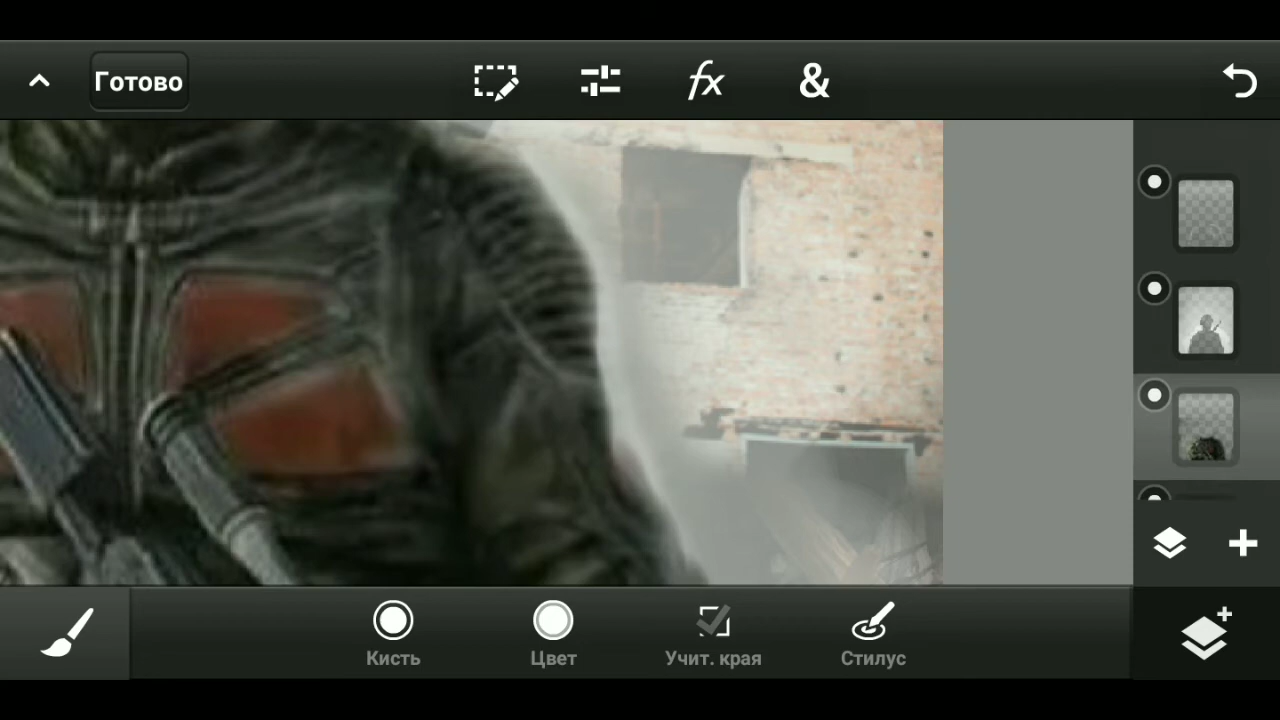 Готово
fx
&
Кисть
Цвет
Учит. края
Стилус